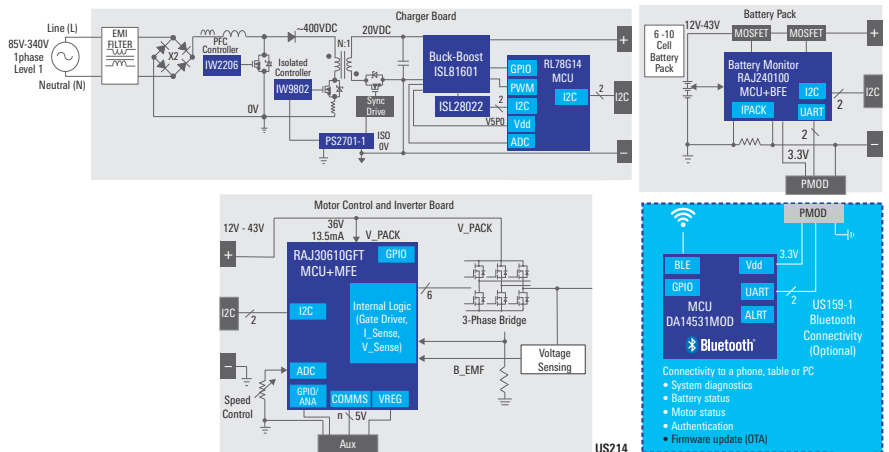 Charger Board
Line (L)
85V-340V
1phase
Level 1
Neutral (N)
EMI
FILTER
X2
PFC
Controller
IW2206
~400VDC
Isolated
Controller
IW9802
0V
N:1
20VDC
Sync
Drive
PS2701-1
ISO
0V
Buck-Boost
ISL81601
ISL28022
2
V5P0
RL78G14
MCU
GPIO
PWM
I2C
Vdd
ADC
I2C
2
+
I2C
−
Battery Pack
6 -10
Cell
Battery
Pack
12V-43V
MOSFET
MOSFET
+
Battery Monitor
RAJ240100
MCU+BFE
I2C
IPACK
UART
2
I2C
2
3.3V
−
PMOD
Motor Control and Inverter Board
12V - 43V
+
36V
13.5mA
V_PACK
V_PACK
RAJ30610GFT
MCU+MFE
GPIO
I2C
2
I2C
Internal Logic
(Gate Driver,
I_Sense,
V_Sense)
6
3-Phase Bridge
−
ADC
Speed
Control
GPIO/
ANA
COMMS
VREG
B_EMF
Voltage
Sensing
n
5V
Aux
US214
PMOD
3.3V
BLE
Vdd
GPIO
UART
2
MCU
DA14531MOD
ALRT
Bluetooth®
US159-1
Bluetooth
Connectivity
(Optional)
Connectivity to a phone, table or PC
• System diagnostics
• Battery status
• Motor status
• Authentication
• Firmware update (OTA)